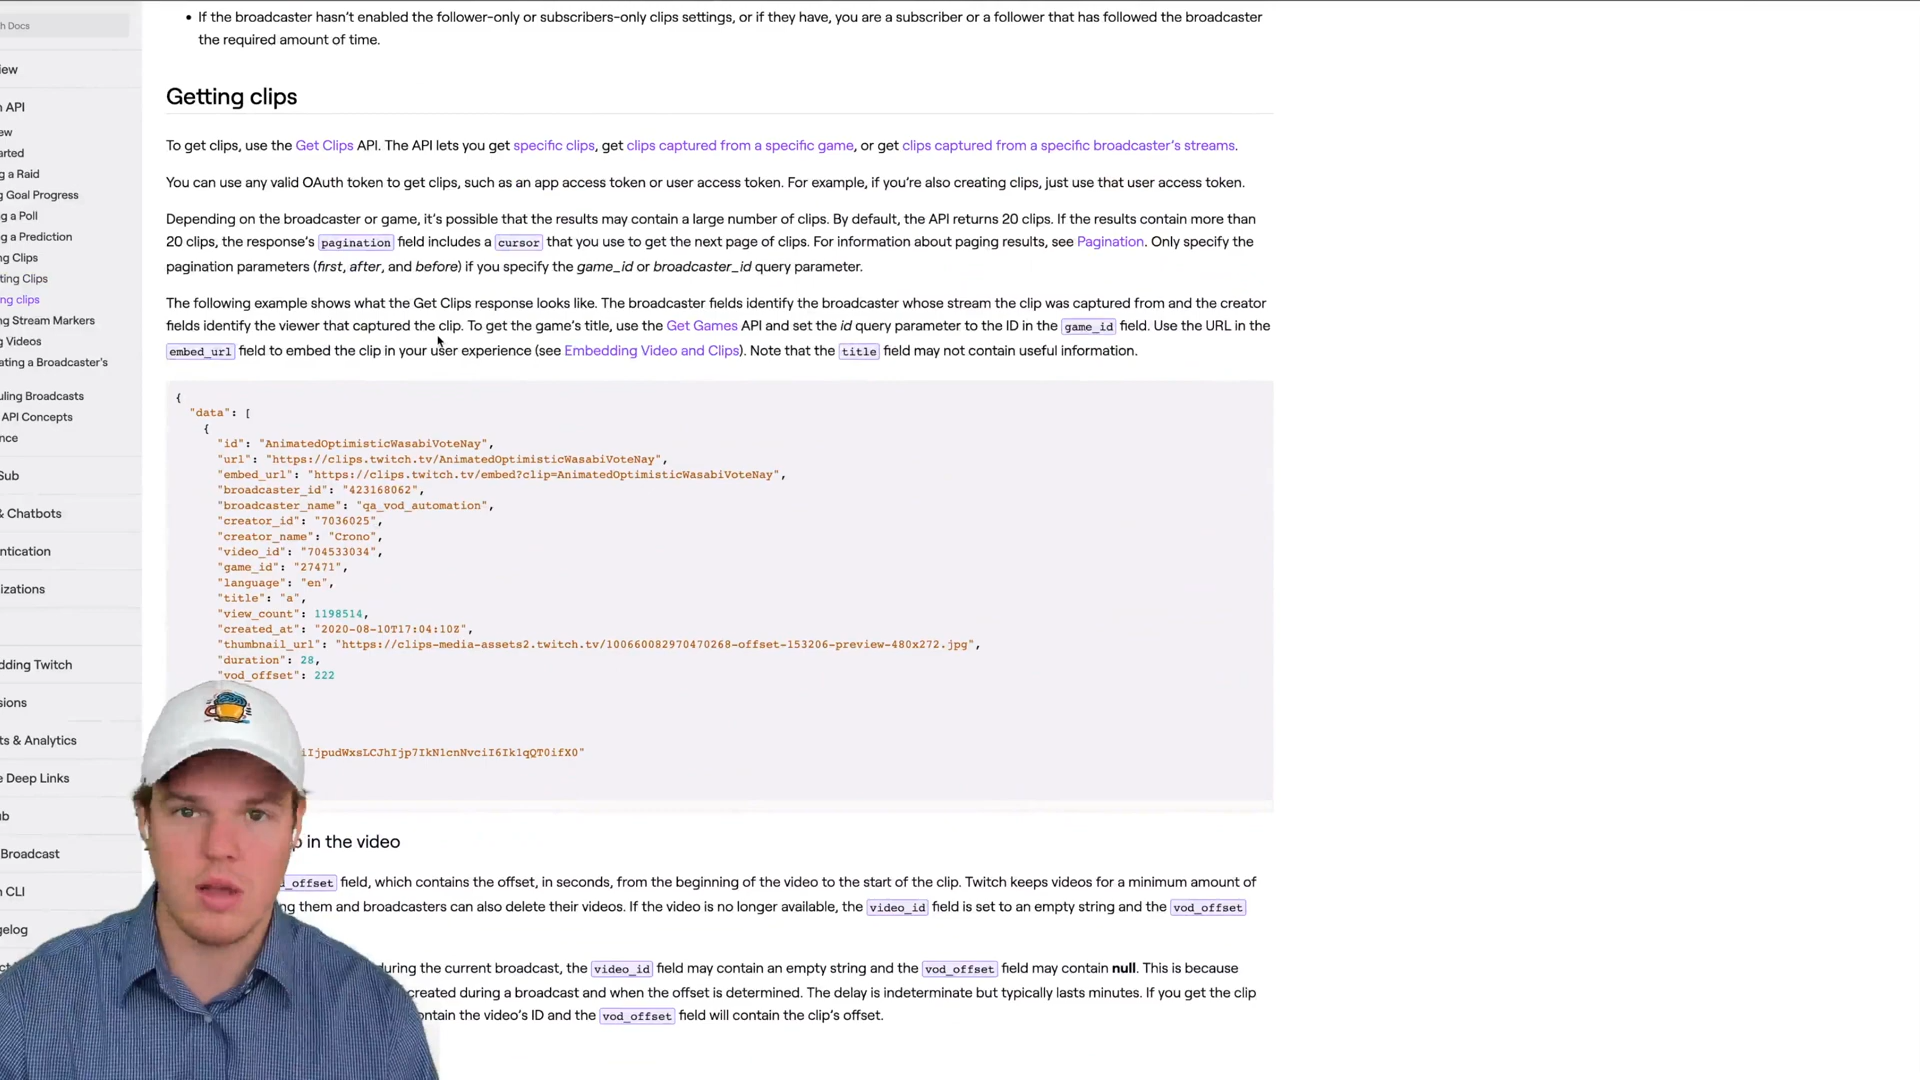 h Docs
• If the broadcaster hasn't enabled the follower-only or subscribers-only clips settings, or if they have, you are a subscriber or a follower that has followed the broadcaster
the required amount of time.
iew
n API
ew
arted
g a Raid
g Goal Progress
g a Poll
g a Prediction
ng Clips
ting Clips
ng clips
ng Stream Markers
g Videos
ating a Broadcaster's
uling Broadcasts
API Concepts
nce
Sub
& Chatbots
ntication
izations
dding Twitch
sions
ts & Analytics
e Deep Links
ub
Broadcast
n CLI
gelog
Getting clips
To get clips, use the Get Clips API. The API lets you get specific clips, get clips captured from a specific game, or get clips captured from a specific broadcaster's streams.
You can use any valid OAuth token to get clips, such as an app access token or user access token. For example, if you're also creating clips, just use that user access token.
Depending on the broadcaster or game, it's possible that the results may contain a large number of clips. By default, the API returns 20 clips. If the results contain more than
20 clips, the response's pagination field includes a cursor that you use to get the next page of clips. For information about paging results, see Pagination. Only specify the
pagination parameters (first, after, and before) if you specify the game_id or broadcaster_id query parameter.
The following example shows what the Get Clips response looks like. The broadcaster fields identify the broadcaster whose stream the clip was captured from and the creator
fields identify the viewer that captured the clip. To get the game's title, use the Get Games API and set the id query parameter to the ID in the game_id field. Use the URL in the
embed_url field to embed the clip in your user experience (see Embedding Video and Clips). Note that the title field may not contain useful information.
{
"data": [
{
"id": "AnimatedOptimisticWasabiVoteNay",
"url": "https://clips.twitch.tv/AnimatedOptimisticWasabiVoteNay",
"embed_url": "https://clips.twitch.tv/embed?clip=AnimatedOptimisticWasabiVoteNay",
"broadcaster_id": "423168062",
"broadcaster_name": "qa_vod_automation",
"creator_id": "7036025",
"creator_name": "Crono",
"video_id": "704533034",
"game_id": "27471",
"language": "en",
"title": "a",
"view_count": 1198514,
"created_at": "2020-08-10T17:04:10Z",
"thumbnail_url": "https://clips-media-assets2.twitch.tv/100660082970470268-offset-153206-preview-480x272.jpg",
"duration": 28,
"vod_offset": 222
iIjpudWxsLCJhIjp7IkN1cnNvciI6Ik1qQT0ifX0"
p in the video
d_offset field, which contains the offset, in seconds, from the beginning of the video to the start of the clip. Twitch keeps videos for a minimum amount of
ng them and broadcasters can also delete their videos. If the video is no longer available, the video_id field is set to an empty string and the vod_offset
during the current broadcast, the video_id field may contain an empty string and the vod_offset field may contain null. This is because
created during a broadcast and when the offset is determined. The delay is indeterminate but typically lasts minutes. If you get the clip
ontain the video's ID and the vod_offset field will contain the clip's offset.